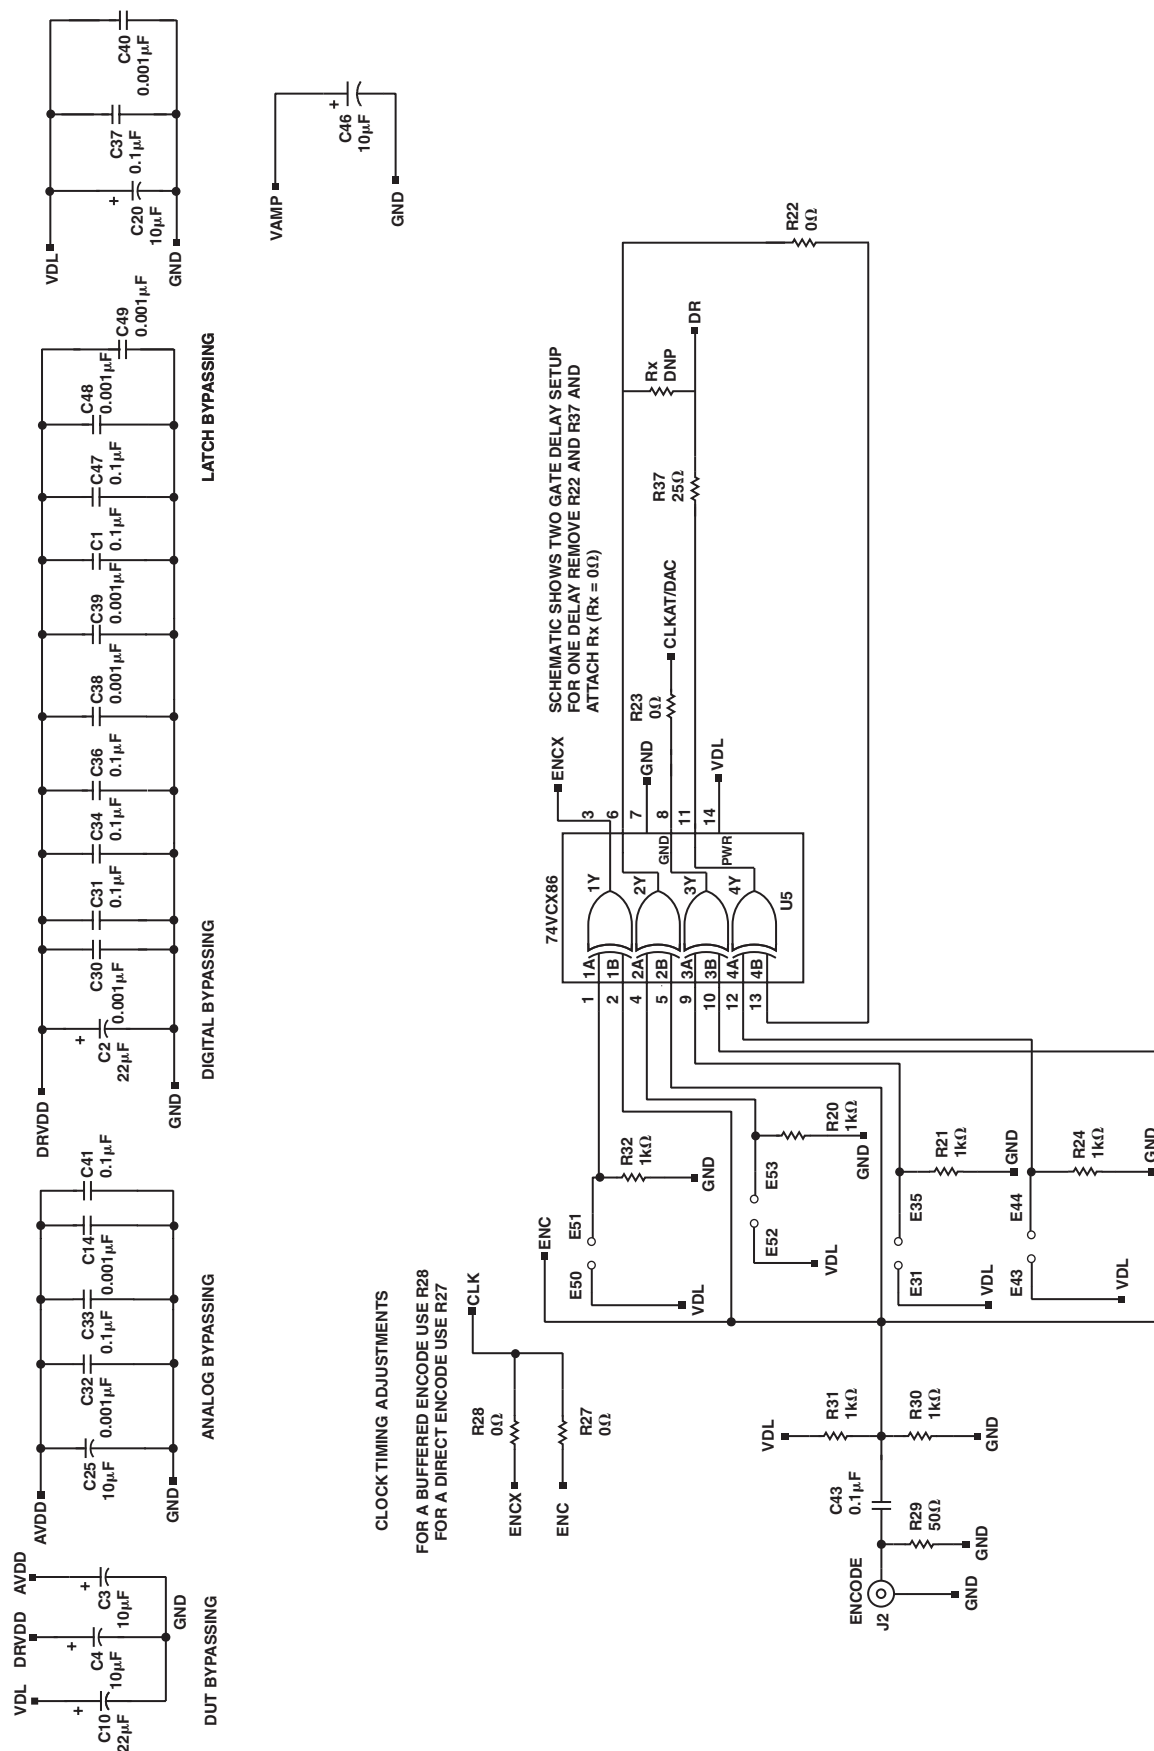 C40
0.001µF
C37
0.1µF
C20
10µF
+
VDL
GND
C46
10µF
+
VAMP
GND
LATCH BYPASSING
C49
0.001µF
C48
0.001µF
C47
0.1µF
C1
0.1µF
C39
0.001µF
C38
0.001µF
C36
0.1µF
C34
0.1µF
C31
0.1µF
C30
0.001µF
C2
22µF
+
DRVDD
GND
DIGITAL BYPASSING
C41
0.1µF
C14
0.001µF
C33
0.1µF
C32
0.001µF
C25
10µF
AVDD
GND
ANALOG BYPASSING
AVDD
DRVDD
VDL
+
C3
10µF
+
C4
10µF
+
C10
22µF
GND
DUT BYPASSING
CLOCK TIMING ADJUSTMENTS
FOR A BUFFERED ENCODE USE R28
FOR A DIRECT ENCODE USE R27
CLK
R28
0Ω
R27
0Ω
ENCX
ENC
SCHEMATIC SHOWS TWO GATE DELAY SETUP
FOR ONE DELAY REMOVE R22 AND R37 AND
ATTACH Rx (Rx = 0Ω)
R22
0Ω
DR
Rx
DNP
R37
25Ω
CLKAT/DAC
R23
0Ω
ENCX
GND
VDL
3
6
7
8
11
14
74VCX86
GND
PWR
1Y
2Y
3Y
4Y
U5
1A
1B
2A
2B
3A
3B
4A
4B
1
2
4
5
9
10
12
13
R32
1kΩ
GND
E51
E50
VDL
ENC
R20
1kΩ
GND
E53
E52
VDL
R21
1kΩ
GND
E35
E31
VDL
R24
1kΩ
GND
E44
E43
VDL
VDL
R31
1kΩ
R30
1kΩ
GND
C43
0.1µF
R29
50Ω
GND
ENCODE
J2
GND